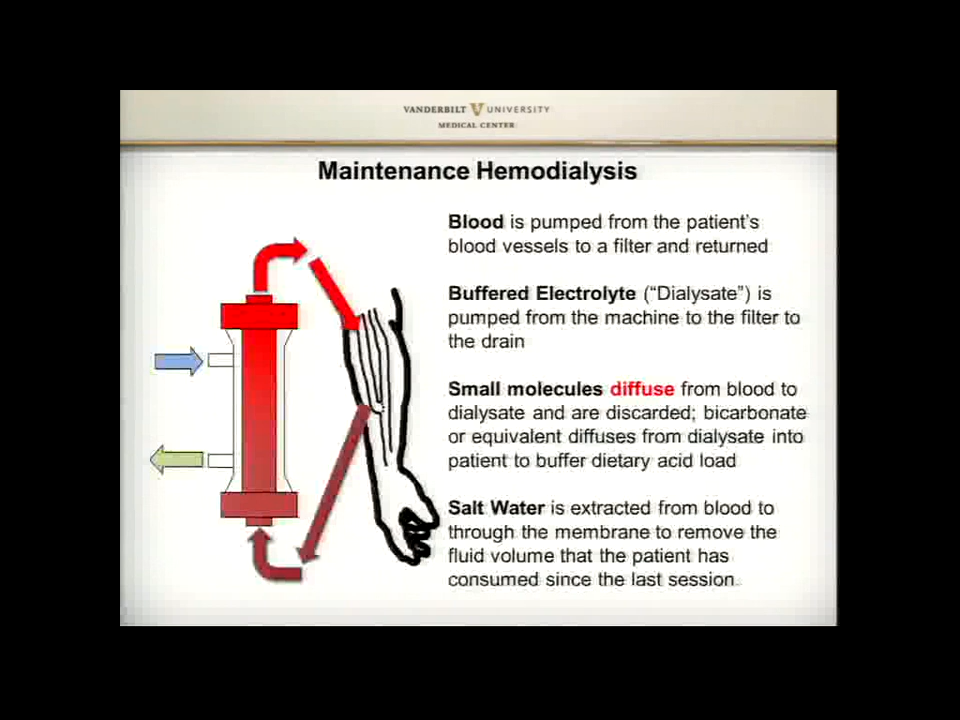 VANDERBILT UNIVERSITY
MEDICAL CENTER
Maintenance Hemodialysis
Blood is pumped from the patient's
blood vessels to a filter and returned
Buffered Electrolyte (“Dialysate”) is
pumped from the machine to the filter to
the drain
Small molecules diffuse from blood to
dialysate and are discarded; bicarbonate
or equivalent diffuses from dialysate into
patient to buffer dietary acid load
Salt Water is extracted from blood to
through the membrane to remove the
fluid volume that the patient has
consumed since the last session.